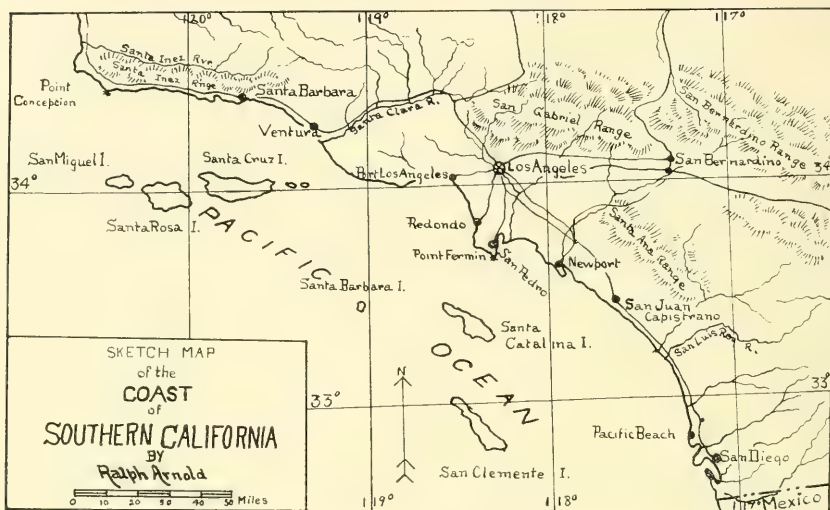 120° 119° 118° 117°
Santa Inez Rvr.
Santa Inez Rnge
Point Conception
Santa Barbara
Ventura
Santa Clara R.
San Gabriel Range
San Bernardino Range
San Miguel I.
Santa Cruz I.
Port Los Angeles
Los Angeles
San Bernardino
34°
34
Santa Rosa I.
PACIFIC
Redondo
Point Fermin
San Pedro
Newport
Santa Ana Range
Santa Barbara I.
San Juan Capistrano
Santa Catalina I.
San Luis Rey R.
OCEAN
N
33°
33
SKETCH MAP
of the
COAST
of
SOUTHERN CALIFORNIA
BY
Ralph Arnold
0 10 20 30 40 50 Miles
San Clemente I.
Pacific Beach
San Diego
119° 118° 117° Mexico